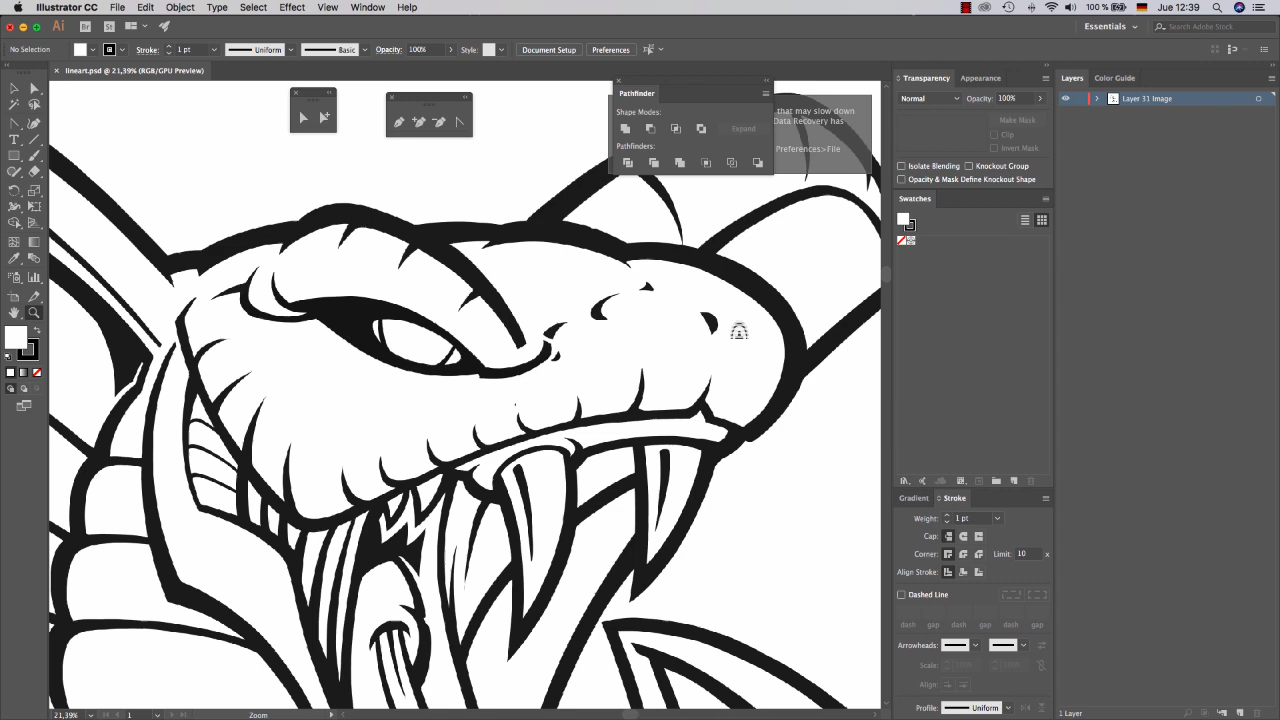 Illustrator CC File Edit Object Type Select Effect View Window Help
100 % Jue 12:39
Ai Br St
Essentials Search Adobe Stock
No Selection Stroke: 1 pt Uniform Basic Opacity: 100% Style: Document Setup Preferences
× lineart.psd @ 21,39% (RGB/GPU Preview)
Pathfinder
Shape Modes:
Expand
Pathfinders:
that may slow down
Data Recovery has
Preferences>File
Transparency Appearance
Normal Opacity: 100%
Make Mask
Clip
Invert Mask
Isolate Blending Knockout Group
Opacity & Mask Define Knockout Shape
Swatches
Gradient Stroke
Weight: 1 pt
Cap:
Corner: Limit: 10 x
Align Stroke:
Dashed Line
dash gap dash gap dash gap
Arrowheads:
Scale: 100% 100%
Align:
Profile: Uniform
Layers Color Guide
Layer 31 Image
21,39% 1 Zoom
1 Layer